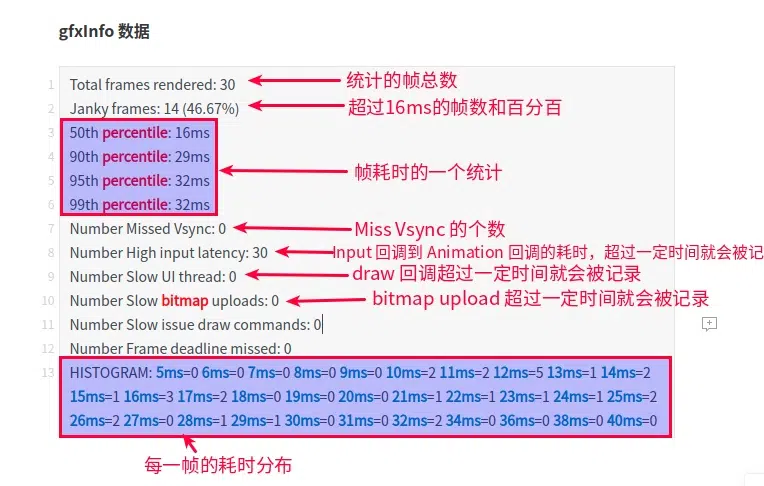 gfxInfo 数据
1 Total frames rendered: 30 统计的帧总数
2 Janky frames: 14 (46.67%) 超过16ms的帧数和百分百
3 50th percentile: 16ms
4 90th percentile: 29ms
帧耗时的一个统计
5 95th percentile: 32ms
6 99th percentile: 32ms
7 Number Missed Vsync: 0 Miss Vsync 的个数
8 Number High input latency: 30 Input 回调到 Animation 回调的耗时，超过一定时间就会被记
9 Number Slow UI thread: 0 draw 回调超过一定时间就会被记录
10 Number Slow bitmap uploads: 0 bitmap upload 超过一定时间就会被记录
11 Number Slow issue draw commands: 0
12 Number Frame deadline missed: 0
13 HISTOGRAM: 5ms=0 6ms=0 7ms=0 8ms=0 9ms=0 10ms=2 11ms=2 12ms=5 13ms=1 14ms=2
15ms=1 16ms=3 17ms=2 18ms=0 19ms=0 20ms=0 21ms=1 22ms=1 23ms=1 24ms=1 25ms=2
26ms=2 27ms=0 28ms=1 29ms=1 30ms=0 31ms=0 32ms=2 34ms=0 36ms=0 38ms=0 40ms=0
每一帧的耗时分布